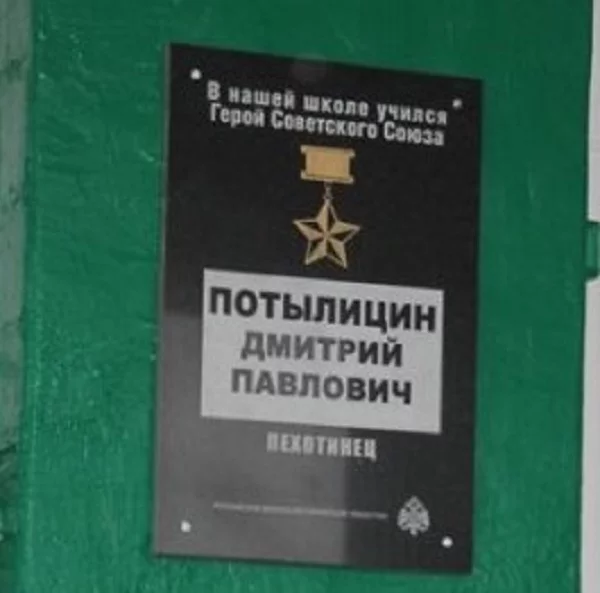 В нашей школе учился
Герой Советского Союза
ПОТЫЛИЦИН
ДМИТРИЙ
ПАВЛОВИЧ
ПЕХОТИНЕЦ